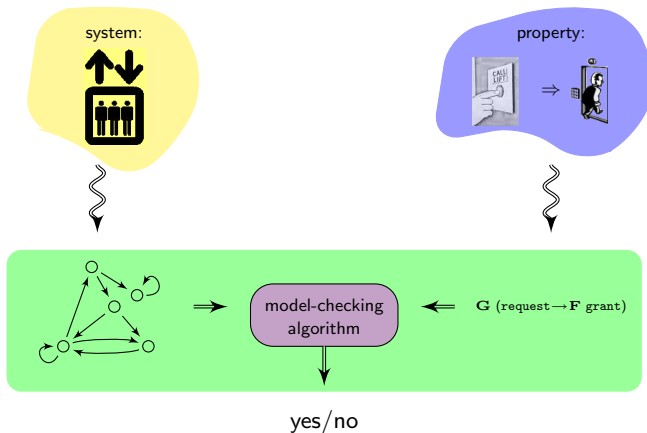 system:
property:
CALL
LIFT
⇒
model-checking
algorithm
G (request→F grant)
yes/no